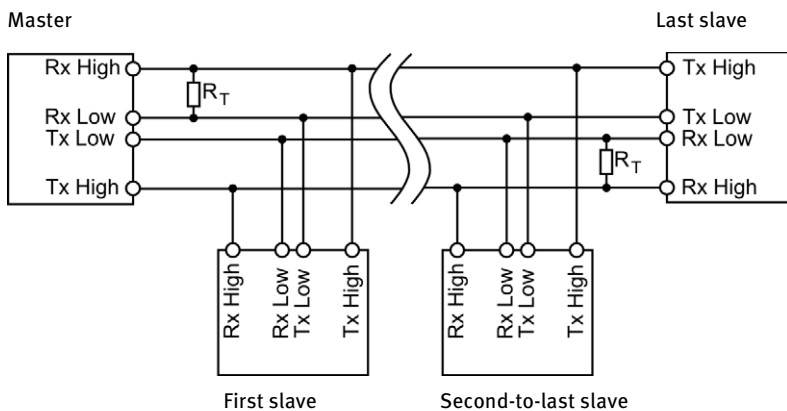 Master
Last slave
Rx High
Tx High
R_T
Rx Low
Tx Low
Tx Low
Rx Low
R_T
Tx High
Rx High
Rx High
Rx Low
Tx Low
Tx High
Rx High
Rx Low
Tx Low
Tx High
First slave
Second-to-last slave